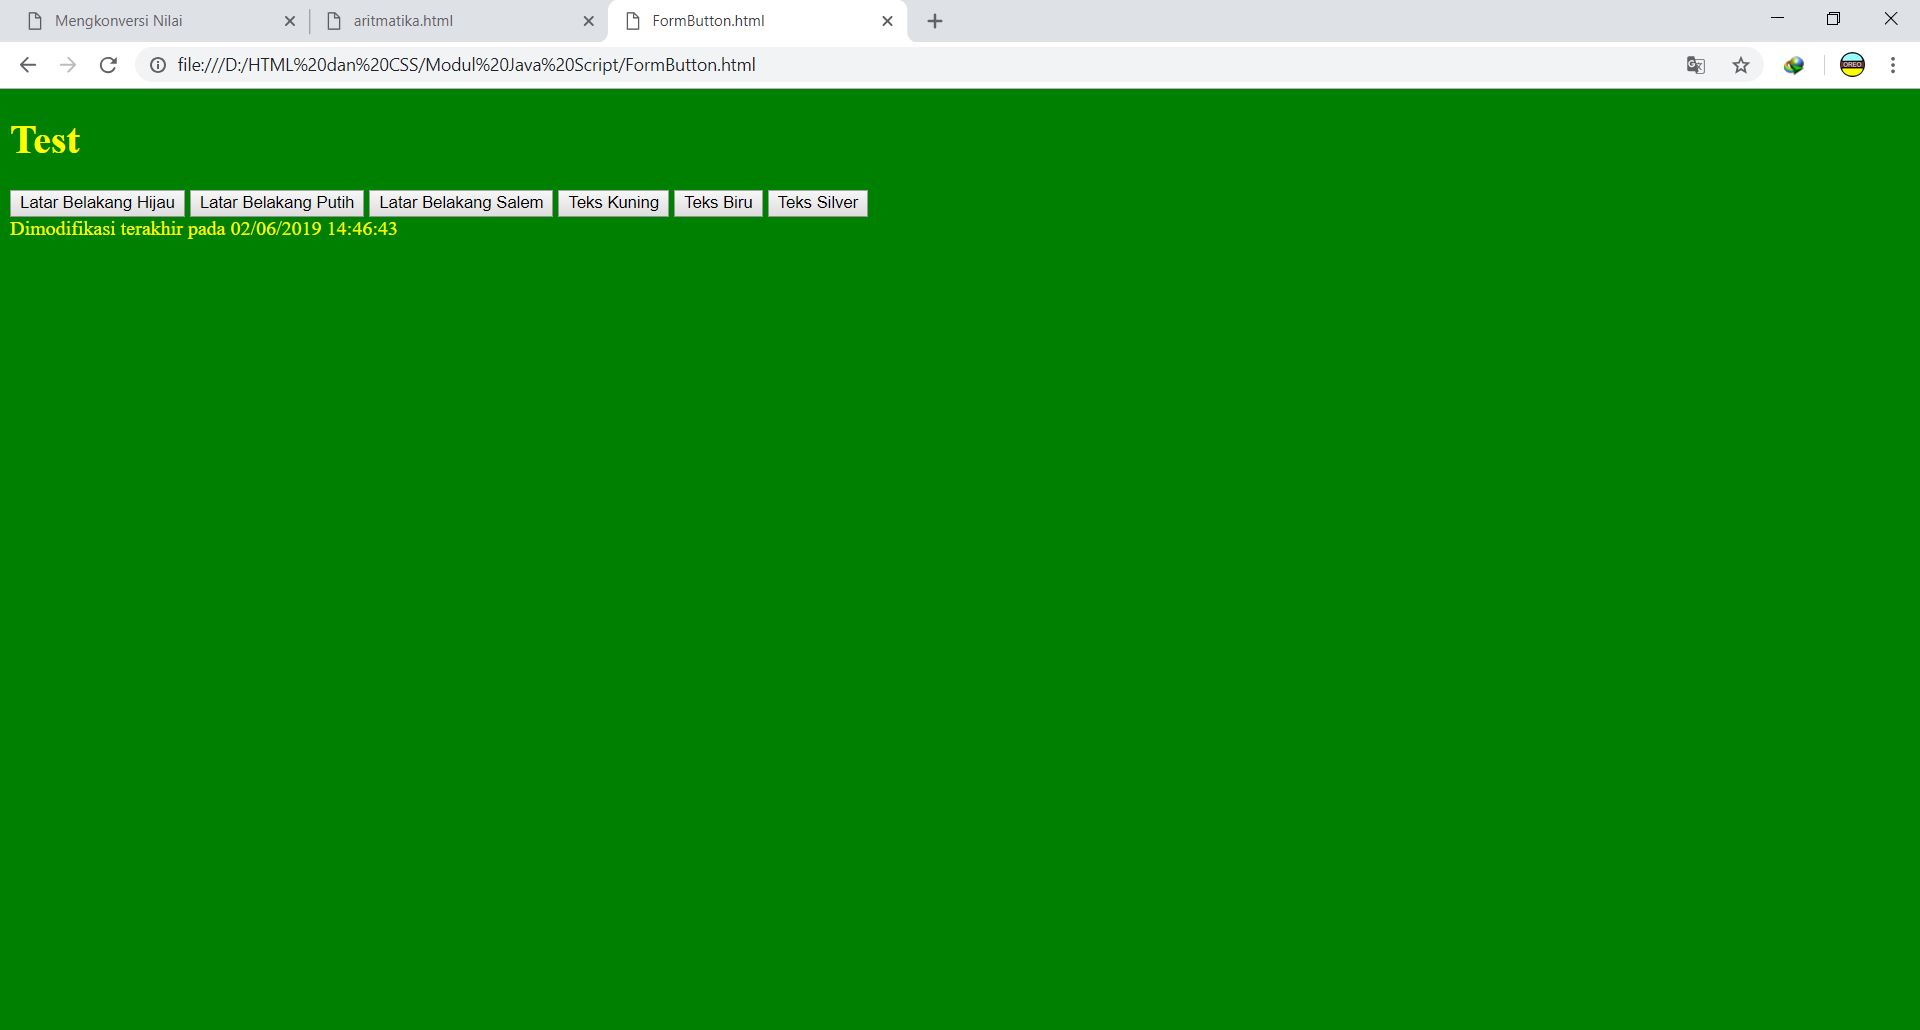 Mengkonversi Nilai
aritmatika.html
FormButton.html
file:///D:/HTML%20dan%20CSS/Modul%20Java%20Script/FormButton.html
OREO
Test
Latar Belakang Hijau Latar Belakang Putih Latar Belakang Salem Teks Kuning Teks Biru Teks Silver
Dimodifikasi terakhir pada 02/06/2019 14:46:43